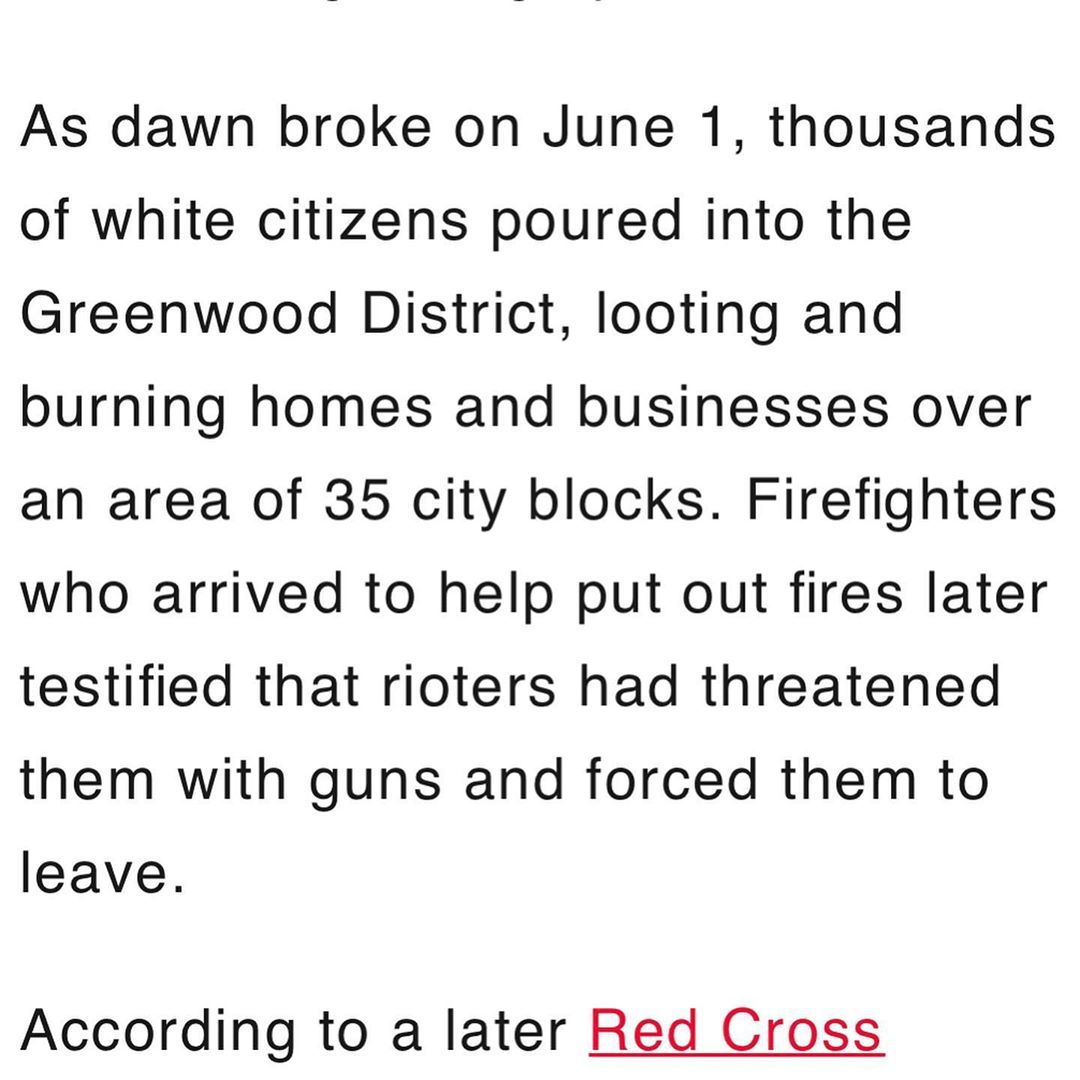 As dawn broke on June 1, thousands
of white citizens poured into the
Greenwood District, looting and
burning homes and businesses over
an area of 35 city blocks. Firefighters
who arrived to help put out fires later
testified that rioters had threatened
them with guns and forced them to
leave.
According to a later Red Cross